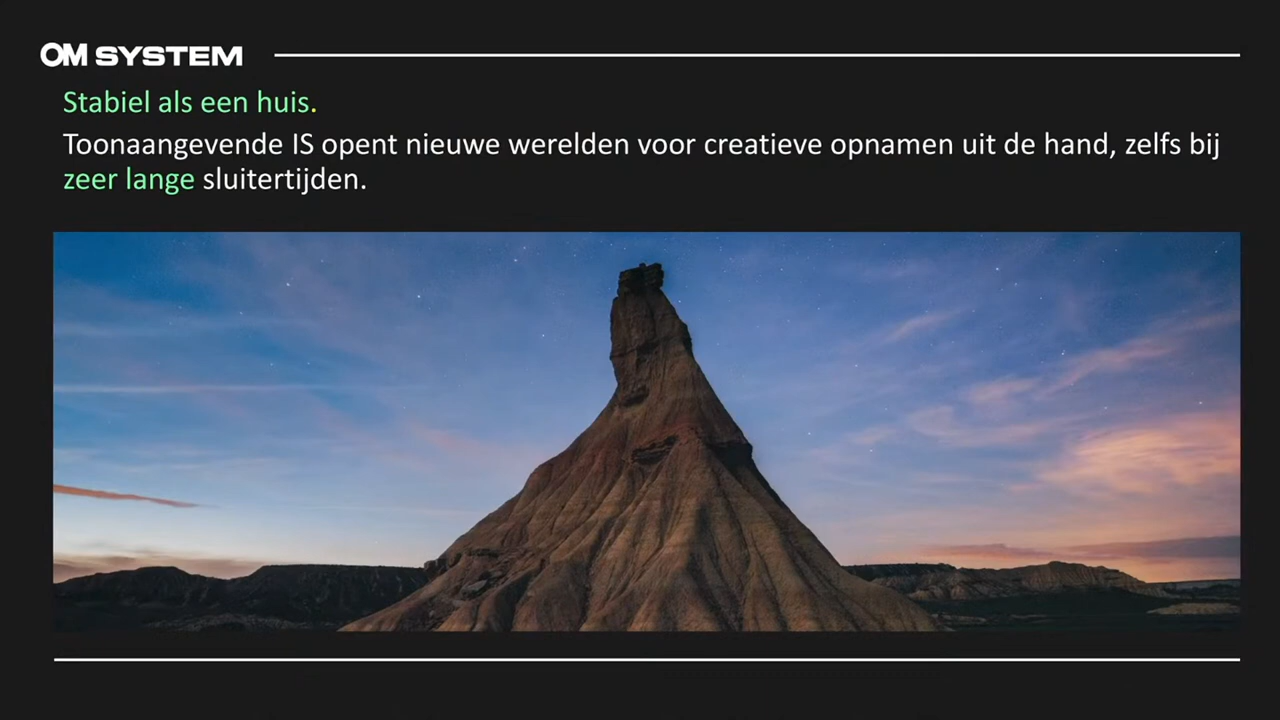 OM SYSTEM
Stabiel als een huis.
Toonaangevende IS opent nieuwe werelden voor creatieve opnamen uit de hand, zelfs bij
zeer lange sluitertijden.